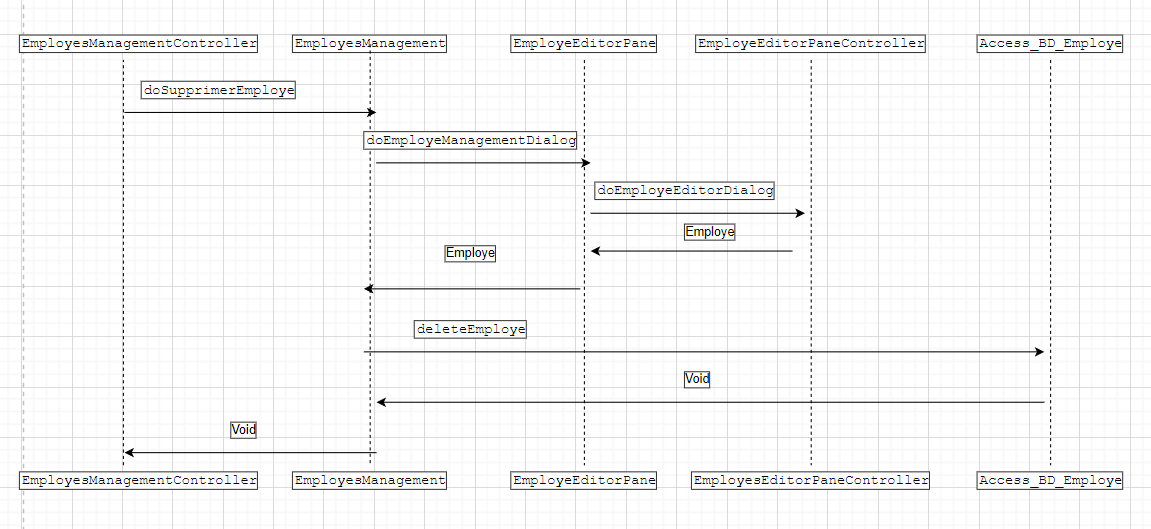 EmployesManagementController
EmployesManagement
EmployeEditorPane
EmployeEditorPaneController
Access_BD_Employe
doSupprimerEmploye
doEmployeManagementDialog
doEmployeEditorDialog
Employe
Employe
deleteEmploye
Void
Void
EmployesManagementController
EmployesManagement
EmployeEditorPane
EmployesEditorPaneController
Access_BD_Employe